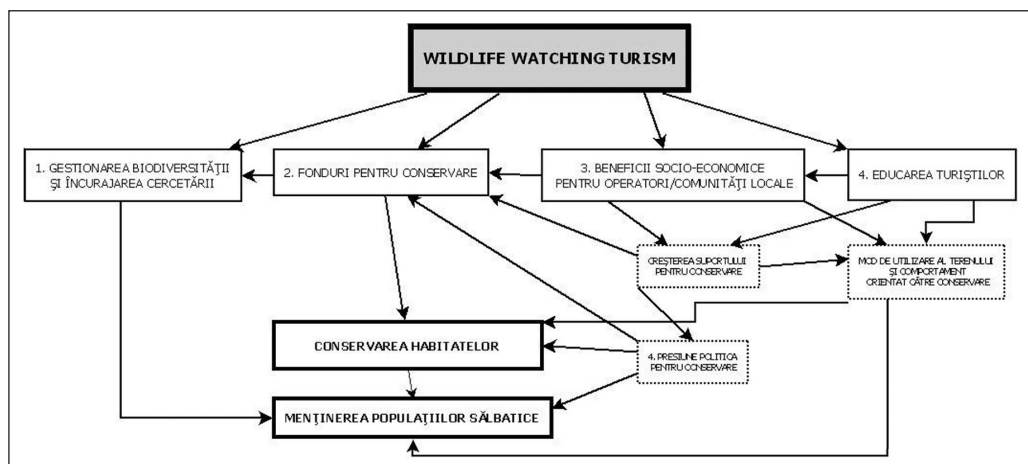 WILDLIFE WATCHING TURISM
1. GESTIONAREA BIODIVERSITĂŢII
ŞI ÎNCURAJAREA CERCETĂRII
2. FONDURI PENTRU CONSERVARE
3. BENEFICII SOCIO-ECONOMICE
PENTRU OPERATORI/COMUNITĂŢI LOCALE
4. EDUCAREA TURIŞTILOR
CREŞTEREA SUPORTULUI
PENTRU CONSERVARE
MOD DE UTILIZARE AL TERENULUI
ŞI COMPORTAMENT
ORIENTAT CĂTRE CONSERVARE
CONSERVAREA HABITATELOR
4. PRESIUNE POLITICA
PENTRU CONSERVARE
MENŢINEREA POPULAŢIILOR SĂLBATICE